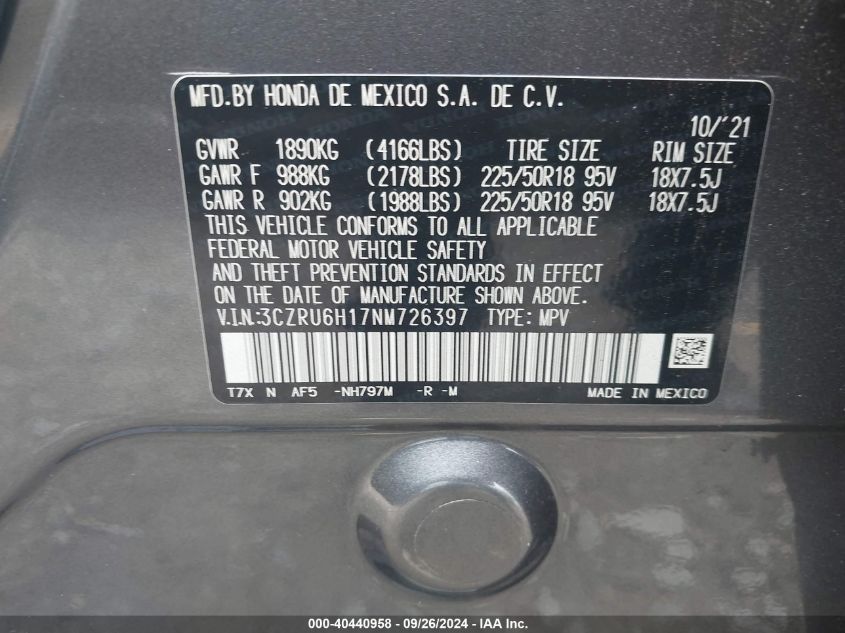 MFD.BY HONDA DE MEXICO S.A. DE C.V.
10/'21
GVWR 1890KG (4166LBS) TIRE SIZE RIM SIZE
GAWR F 988KG (2178LBS) 225/50R18 95V 18X7.5J
GAWR R 902KG (1988LBS) 225/50R18 95V 18X7.5J
THIS VEHICLE CONFORMS TO ALL APPLICABLE
FEDERAL MOTOR VEHICLE SAFETY
AND THEFT PREVENTION STANDARDS IN EFFECT
ON THE DATE OF MANUFACTURE SHOWN ABOVE.
V.I.N.:3CZRU6H17NM726397 TYPE: MPV
T7X N AF5 -NH797M -R -M MADE IN MEXICO
000-40440958 - 09/26/2024 - IAA Inc.